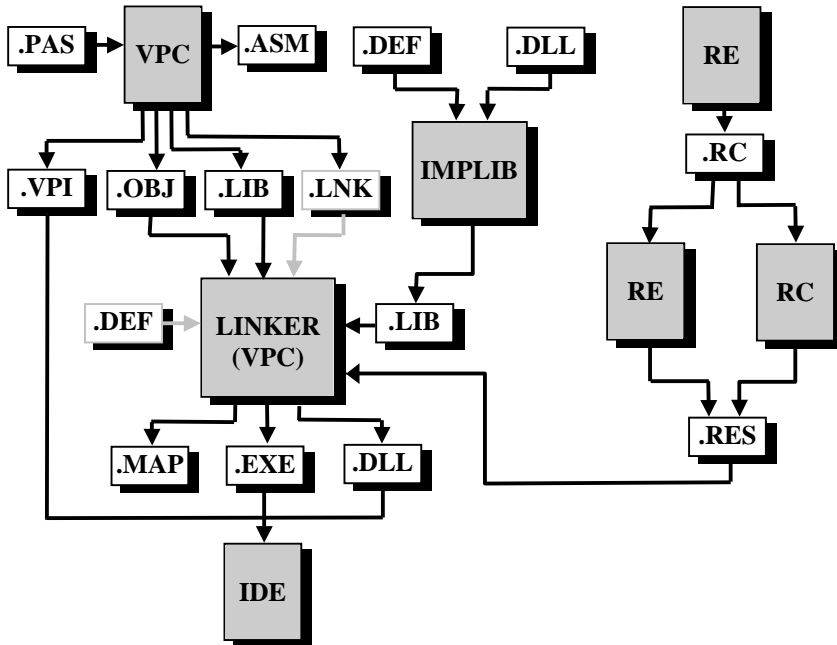 .PAS
VPC
.ASM
.DEF
.DLL
RE
.RC
.VPI
.OBJ
.LIB
.LNK
IMPLIB
RE
RC
.DEF
LINKER
(VPC)
.LIB
.MAP
.EXE
.DLL
.RES
IDE